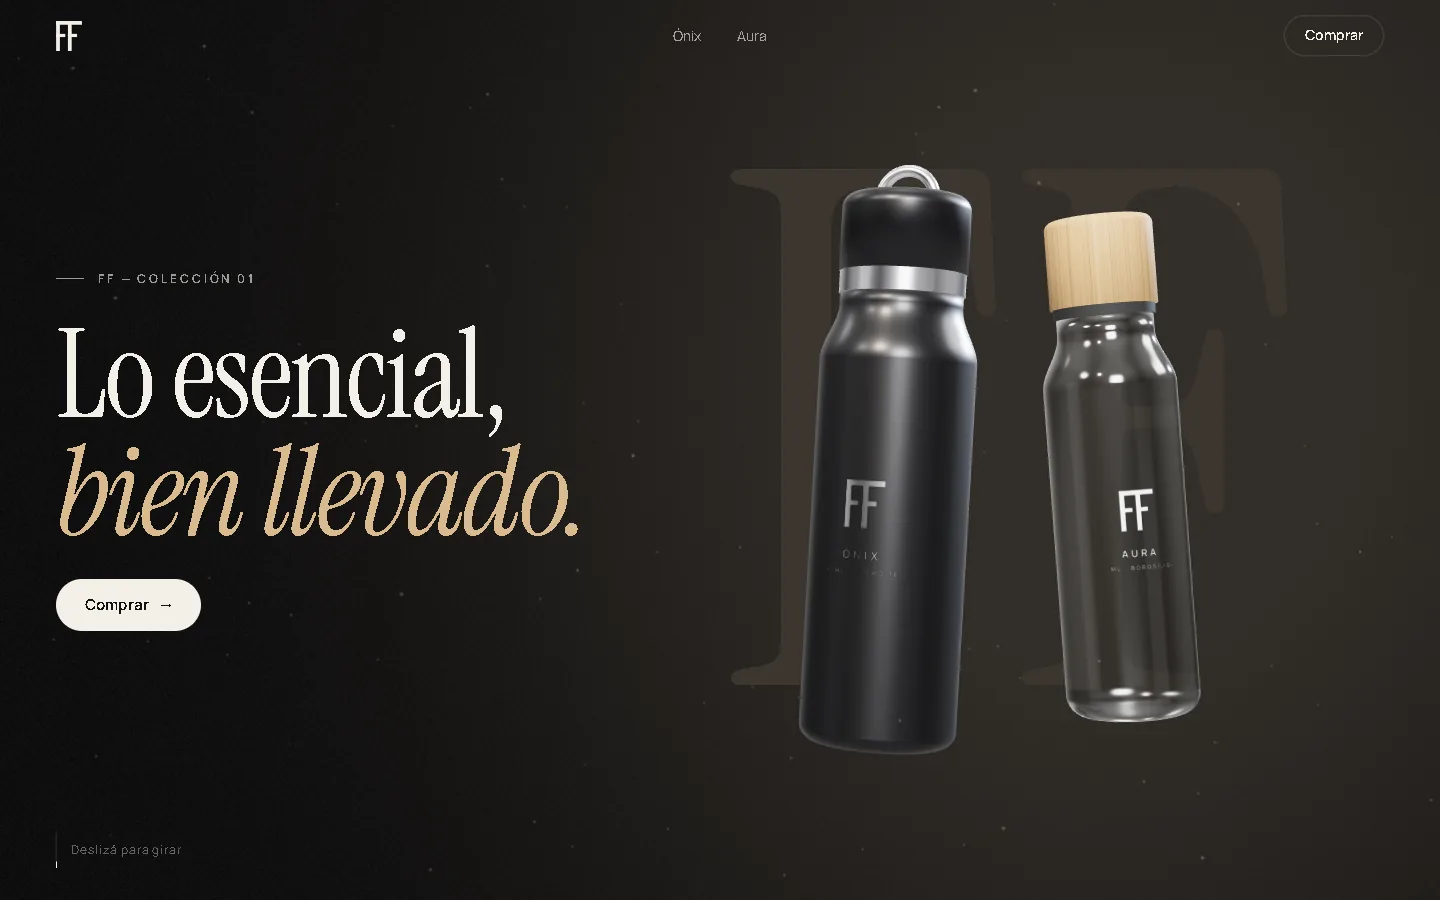 FF
Ónix
Aura
Comprar
FF
FF — COLECCIÓN 01
Lo esencial,
bien llevado.
Comprar →
FF
ÓNIX
FF
AURA
Deslizá para girar